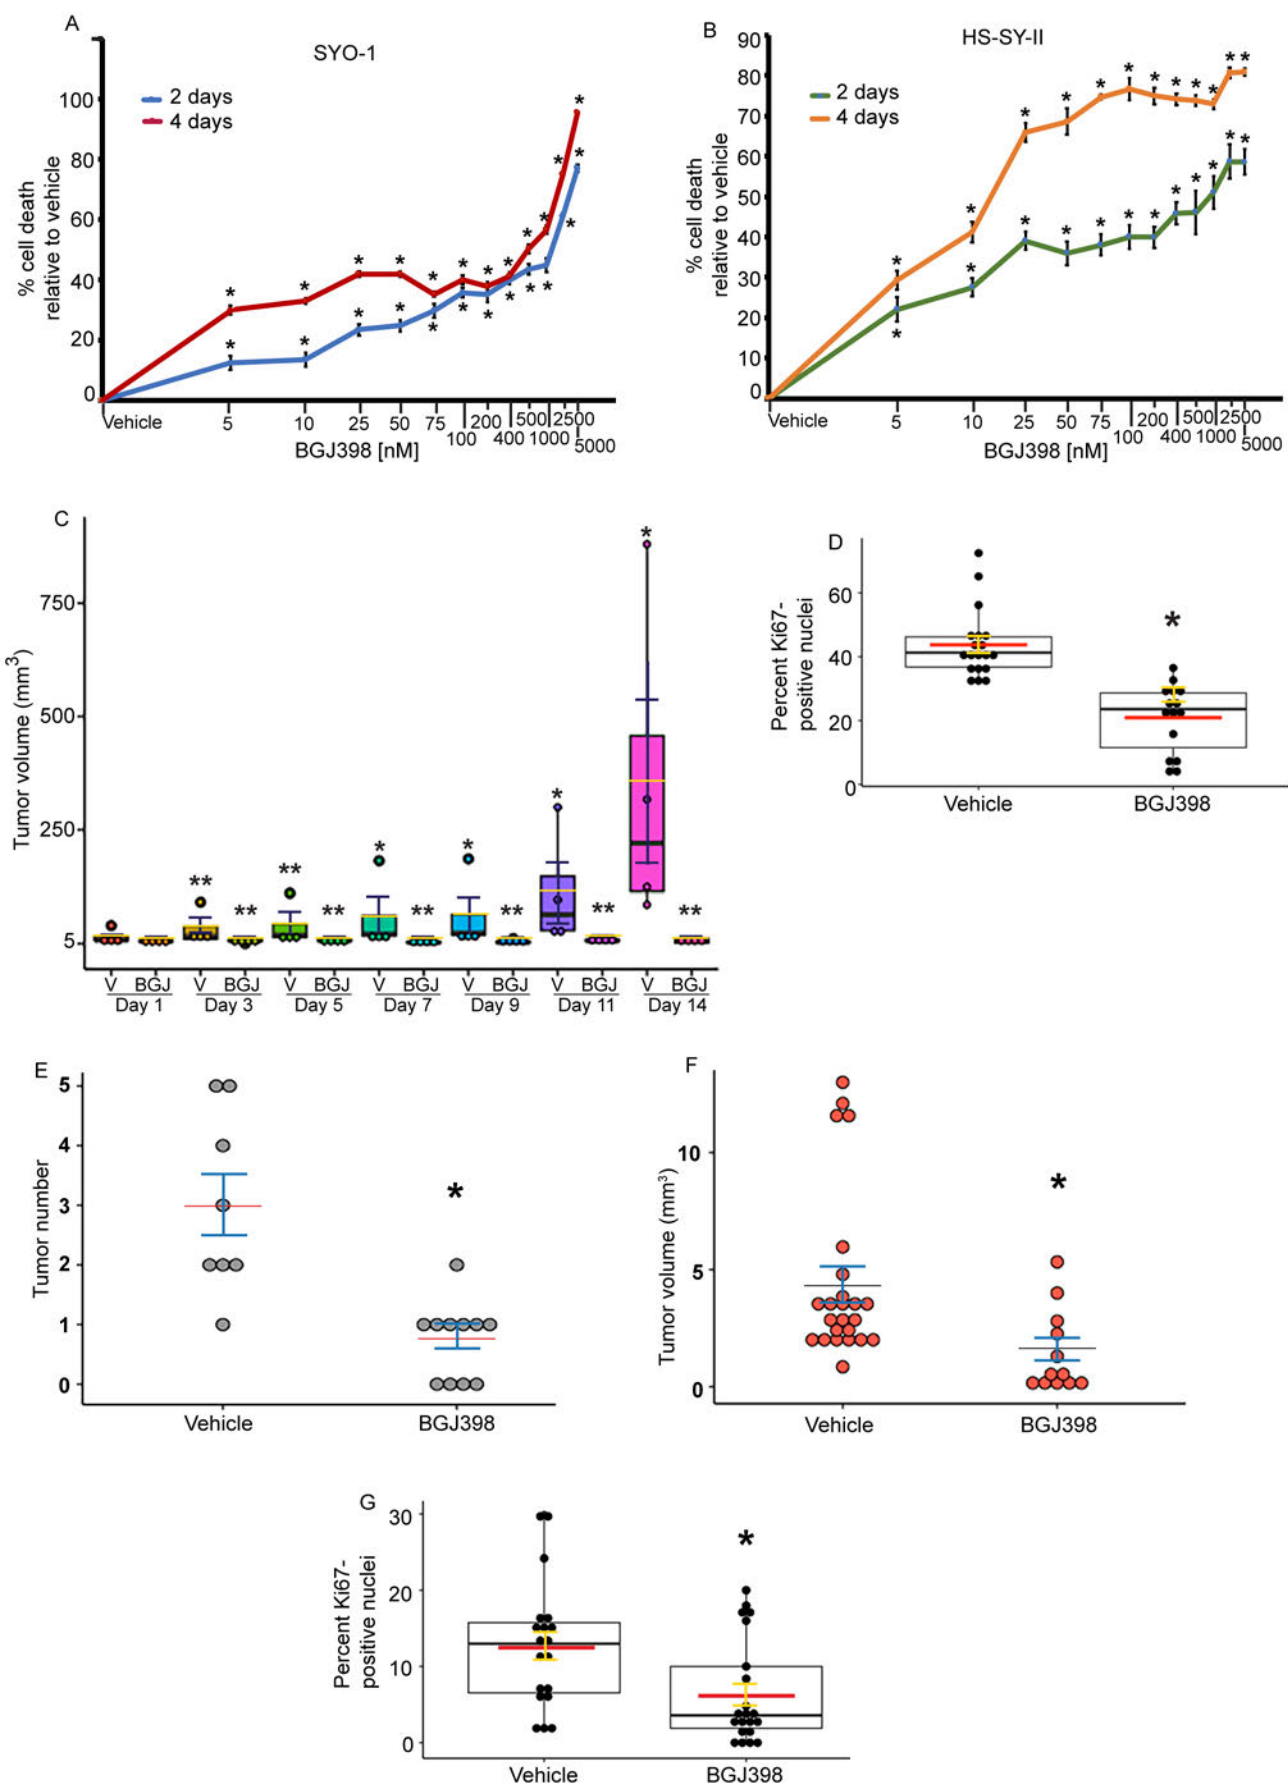 A
SYO-1
2 days
4 days
% cell death
relative to vehicle
100
80
60
40
20
0
* * * * * * * * * * * *
* * * * * * * * * * * *
Vehicle 5 10 25 50 75 100 200 400 500 1000 2500 5000
BGJ398 [nM]
B
HS-SY-II
2 days
4 days
% cell death
relative to vehicle
90
80
70
60
50
40
30
20
10
0
* * * * * * * * * * * *
* * * * * * * * * * * *
Vehicle 5 10 25 50 75 100 200 400 500 1000 2500 5000
BGJ398 [nM]
C
Tumor volume (mm³)
750
500
250
5
** ** ** ** * ** * ** * ** * **
V BGJ V BGJ V BGJ V BGJ V BGJ V BGJ V BGJ
Day 1 Day 3 Day 5 Day 7 Day 9 Day 11 Day 14
D
Percent Ki67-
positive nuclei
60
40
20
0
*
Vehicle BGJ398
E
Tumor number
5
4
3
2
1
0
*
Vehicle BGJ398
F
Tumor volume (mm³)
10
5
0
*
Vehicle BGJ398
G
Percent Ki67-
positive nuclei
30
20
10
0
*
Vehicle BGJ398